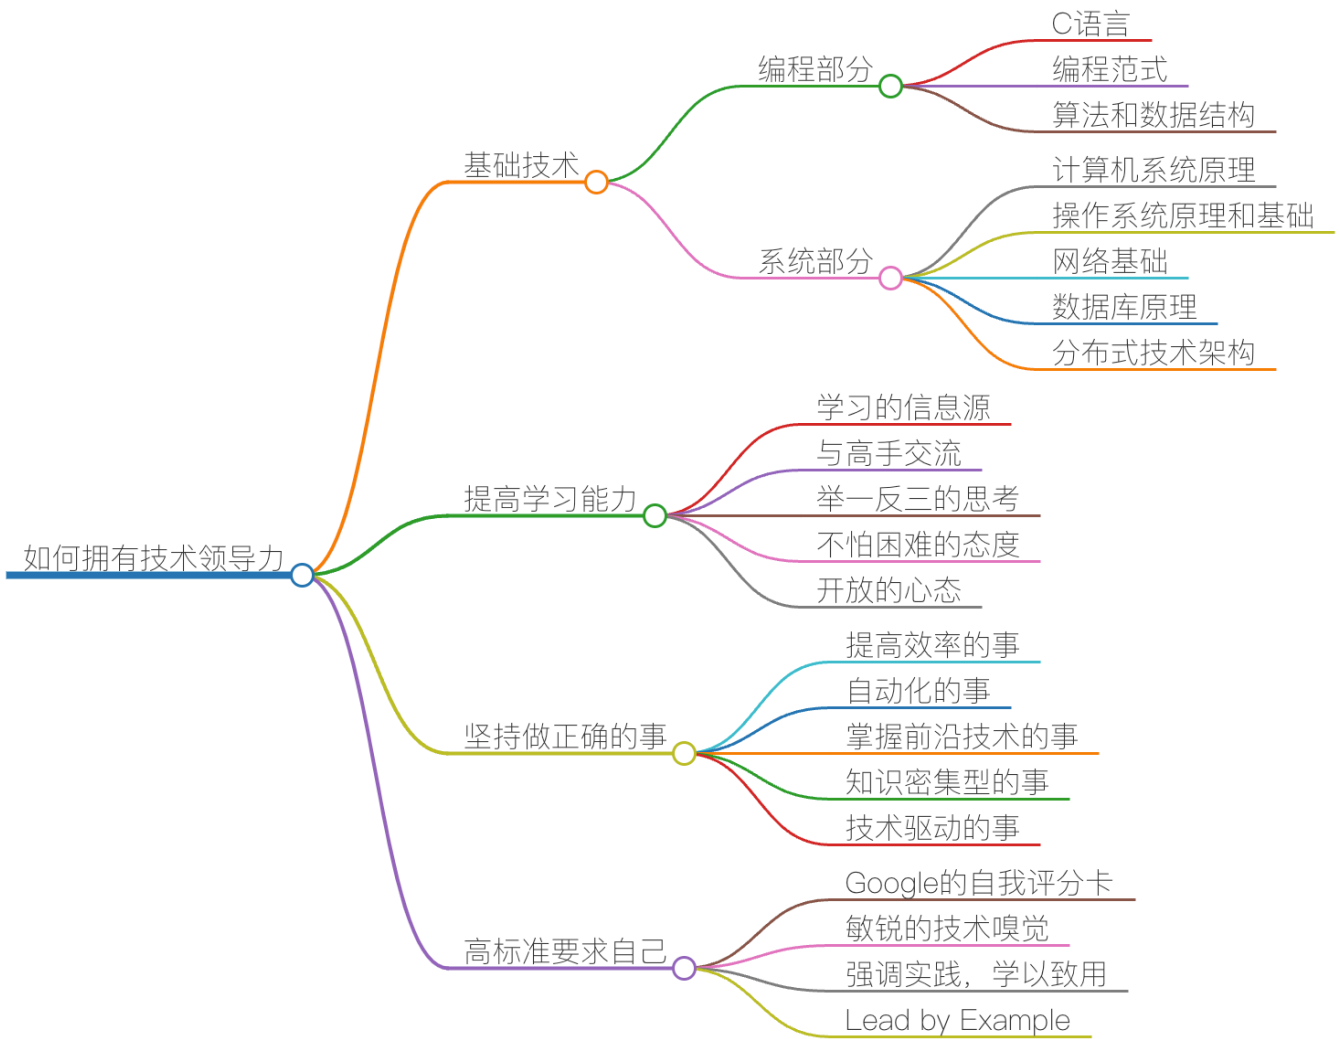 如何拥有技术领导力
基础技术
编程部分
C语言
编程范式
算法和数据结构
系统部分
计算机系统原理
操作系统原理和基础
网络基础
数据库原理
分布式技术架构
提高学习能力
学习的信息源
与高手交流
举一反三的思考
不怕困难的态度
开放的心态
坚持做正确的事
提高效率的事
自动化的事
掌握前沿技术的事
知识密集型的事
技术驱动的事
高标准要求自己
Google的自我评分卡
敏锐的技术嗅觉
强调实践，学以致用
Lead by Example